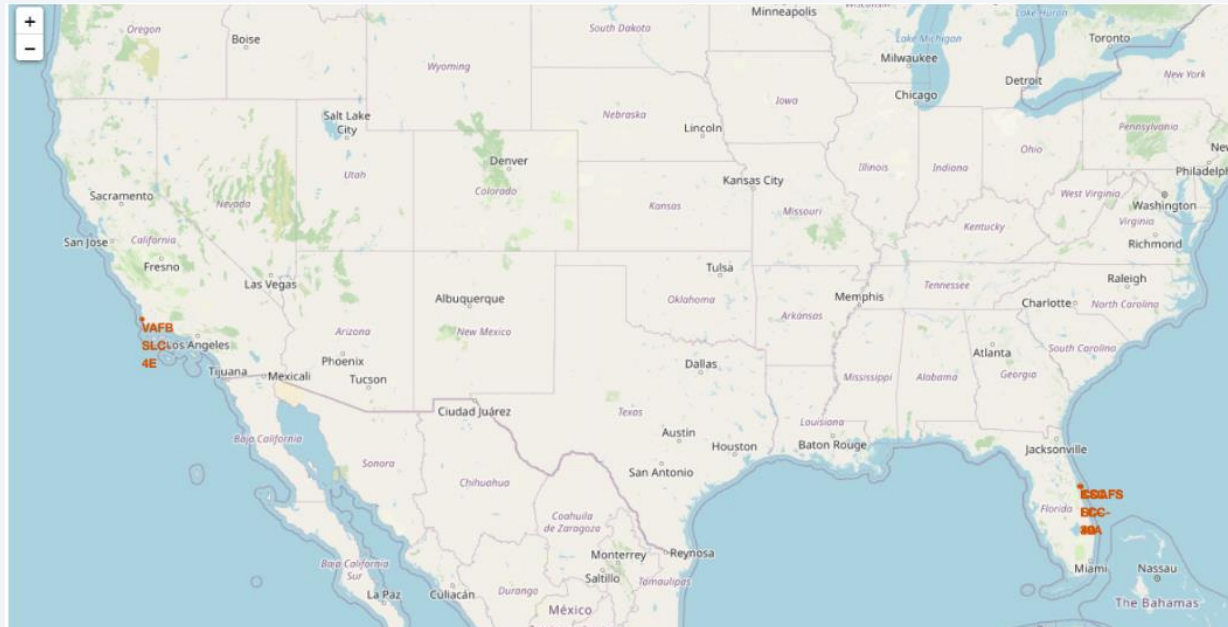 +
−
Oregon
Boise
South Dakota
Minneapolis
Wisconsin
Lake Huron
Toronto
Wyoming
Lake Michigan
Milwaukee
Detroit
New York
Salt Lake
City
Nebraska
Iowa
Chicago
Lincoln
Pennsylvania
Denver
Utah
Colorado
Illinois
Indiana
Ohio
Sacramento
Nevada
Kansas City
Kansas
Missouri
West Virginia
Washington
Virginia
San Jose
California
Kentucky
Richmond
Fresno
Las Vegas
Tulsa
Raleigh
Albuquerque
Oklahoma
Memphis
Tennessee
Charlotte
North Carolina
VAFB
SLC-
4E
Los Angeles
Arizona
New Mexico
Arkansas
South Carolina
Atlanta
Phoenix
Tucson
Dallas
Tijuana
Mexicali
Mississippi
Alabama
Georgia
Ciudad Juárez
Texas
Louisiana
Baja California
Austin
Houston
Baton Rouge
Jacksonville
Sonora
San Antonio
Chihuahua
Florida
Coahuila
de Zaragoza
Monterrey
Reynosa
Miami
Nassau
Baja California
Sur
Saltillo
Tamaulipas
La Paz
Culiacán
Durango
The Bahamas
México